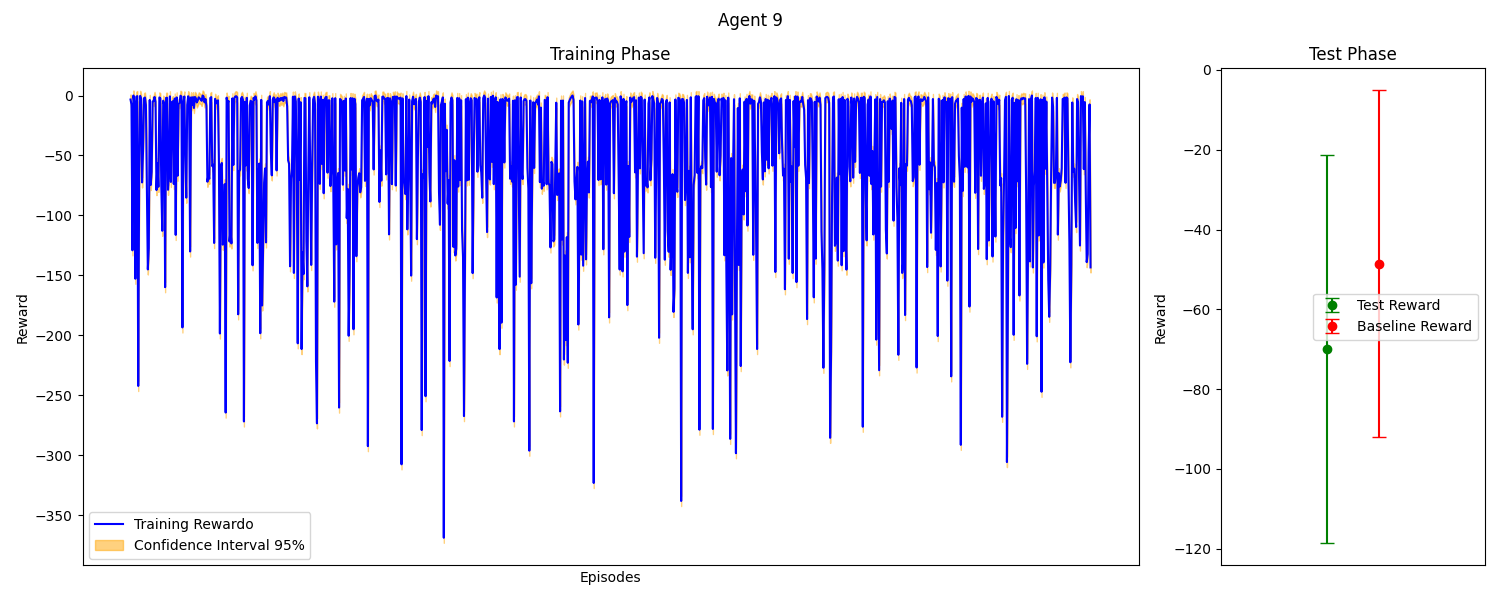 Agent 9
Training Phase
Reward
0
−50
−100
−150
−200
−250
−300
−350
Training Rewardo
Confidence Interval 95%
Episodes
Test Phase
Reward
0
−20
−40
−60
−80
−100
−120
Test Reward
Baseline Reward